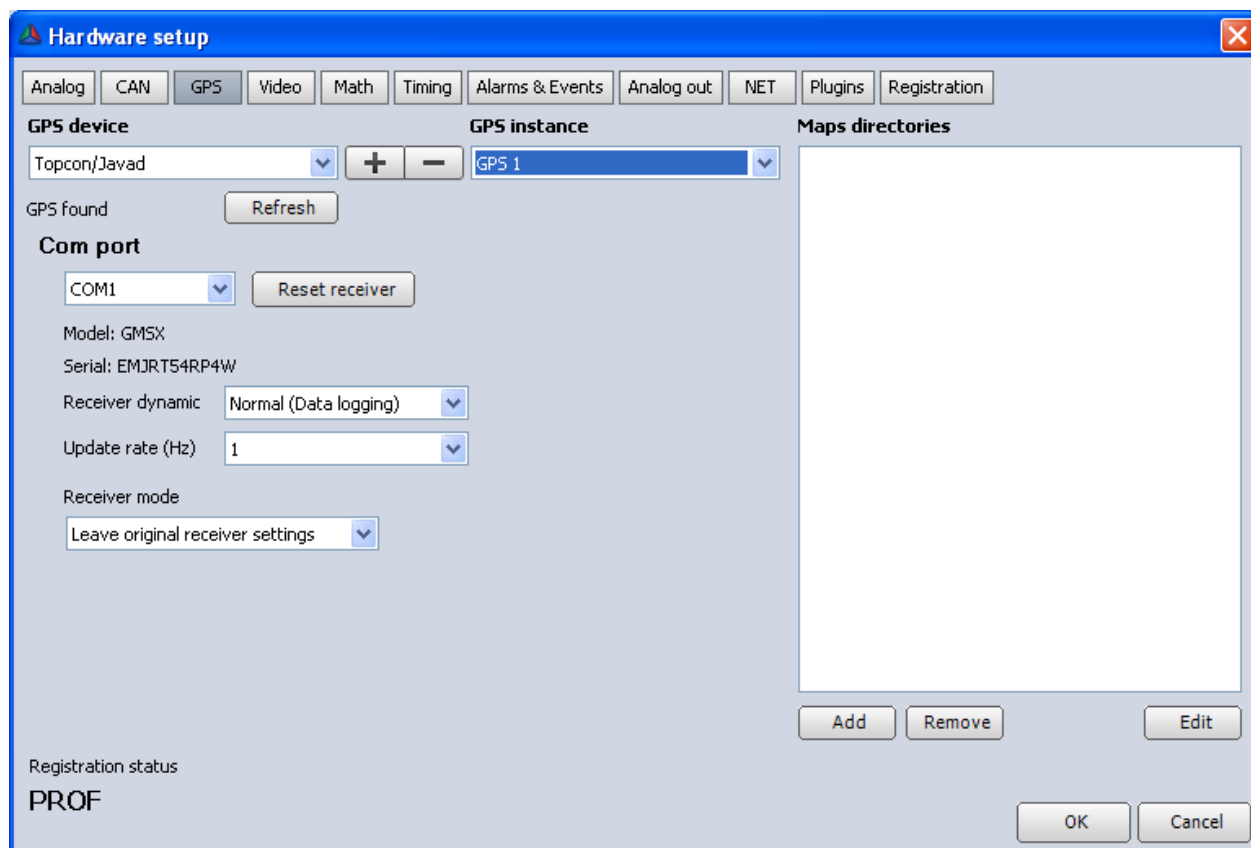 Hardware setup
Analog CAN GPS Video Math Timing Alarms & Events Analog out NET Plugins Registration
GPS device GPS instance Maps directories
Topcon/Javad + − GPS 1
GPS found Refresh
Com port
COM1 Reset receiver
Model: GMSX
Serial: EMJRT54RP4W
Receiver dynamic Normal (Data logging)
Update rate (Hz) 1
Receiver mode
Leave original receiver settings
Add Remove Edit
Registration status
PROF
OK Cancel